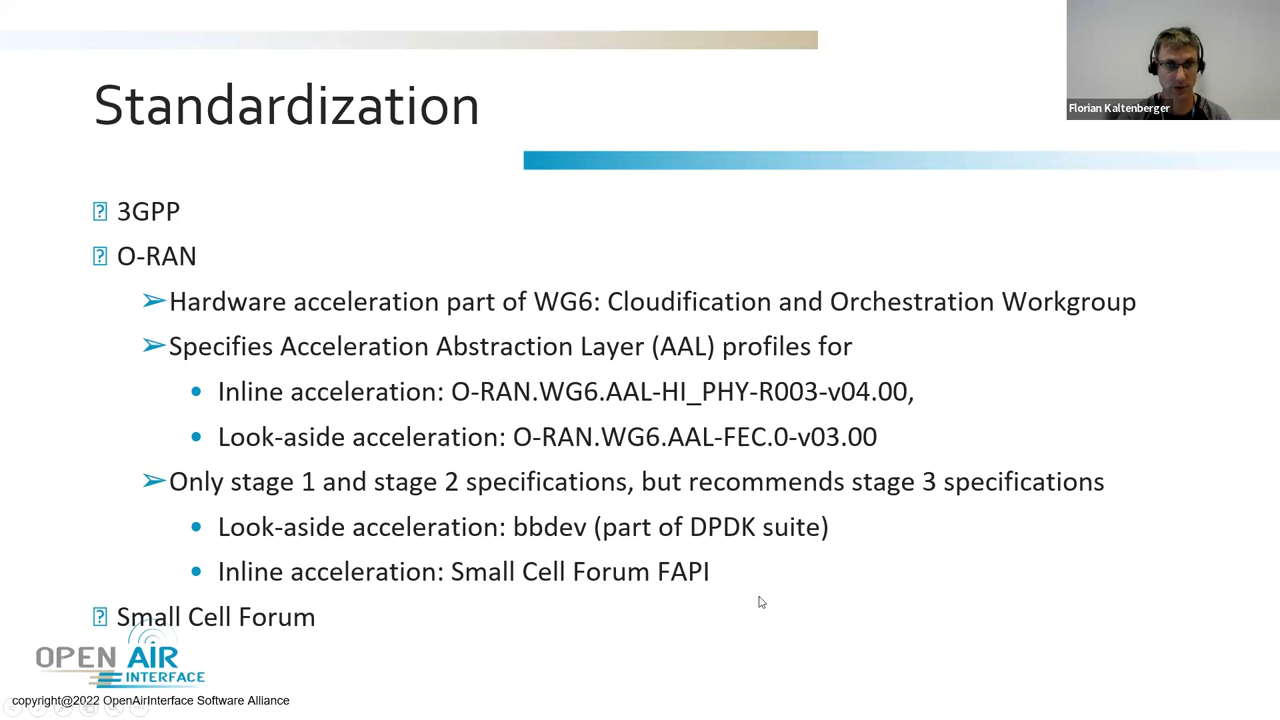 Standardization
Florian Kaltenberger
3GPP
O-RAN
➢Hardware acceleration part of WG6: Cloudification and Orchestration Workgroup
➢Specifies Acceleration Abstraction Layer (AAL) profiles for
• Inline acceleration: O-RAN.WG6.AAL-HI_PHY-R003-v04.00,
• Look-aside acceleration: O-RAN.WG6.AAL-FEC.0-v03.00
➢Only stage 1 and stage 2 specifications, but recommends stage 3 specifications
• Look-aside acceleration: bbdev (part of DPDK suite)
• Inline acceleration: Small Cell Forum FAPI
Small Cell Forum
OPEN AIR
INTERFACE
copyright@2022 OpenAirInterface Software Alliance